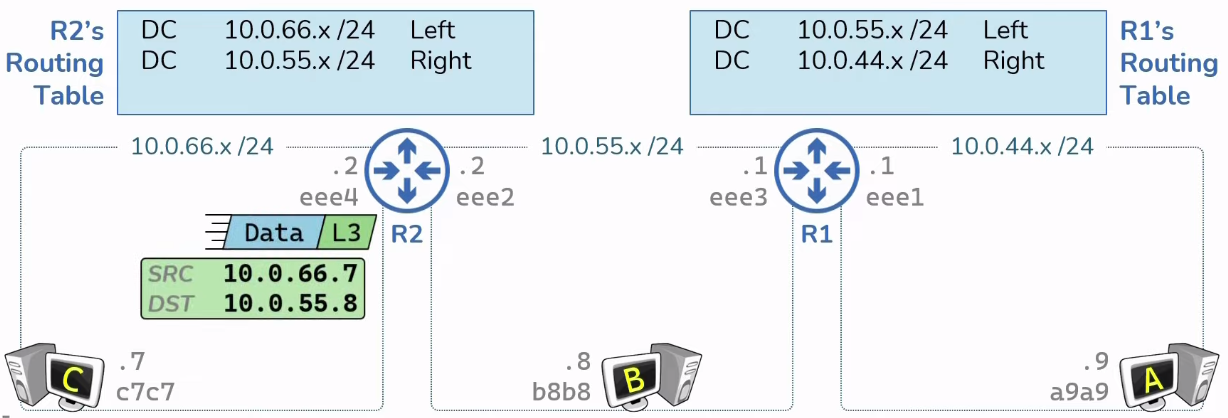 R2's
Routing
Table
DC 10.0.66.x /24 Left
DC 10.0.55.x /24 Right
DC 10.0.55.x /24 Left
DC 10.0.44.x /24 Right
R1's
Routing
Table
10.0.66.x /24
10.0.55.x /24
10.0.44.x /24
.2
eee4
.2
eee2
R2
.1
eee3
.1
eee1
R1
Data L3
SRC 10.0.66.7
DST 10.0.55.8
C
.7
c7c7
.8
b8b8
B
.9
a9a9
A